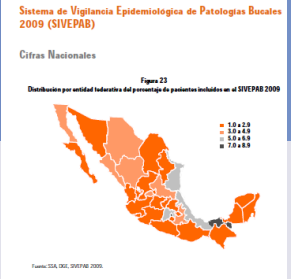 Sistema de Vigilancia Epidemiológica de Patologías Bucales
2009 (SIVEPAB)
Cifras Nacionales
Figura 23
Distribución por entidad federativa del porcentaje de pacientes incluidos en el SIVEPAB 2009
1.0 a 2.9
3.0 a 4.9
5.0 a 6.9
7.0 a 8.9
Fuente: SSA, DGE, SIVEPAB 2009.